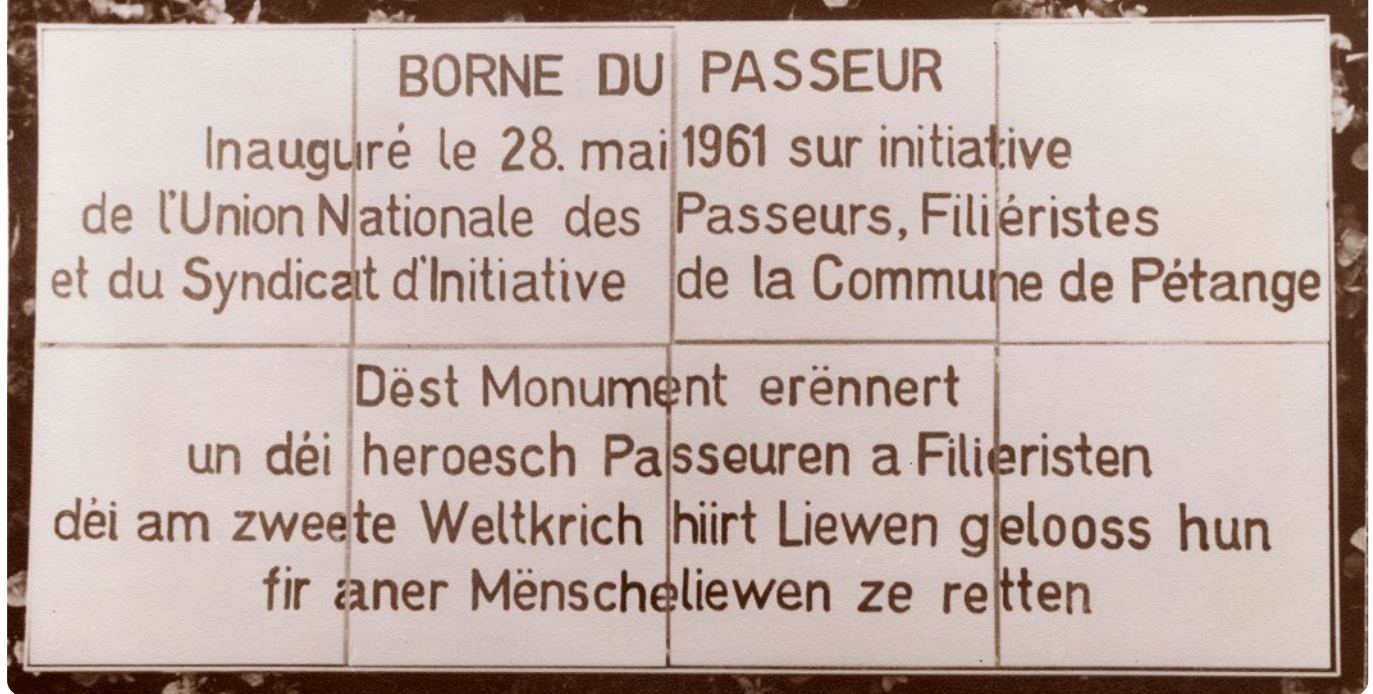 BORNE DU PASSEUR
Inauguré le 28. mai 1961 sur initiative
de l'Union Nationale des Passeurs, Filiéristes
et du Syndicat d'Initiative de la Commune de Pétange
Dëst Monument erënnert
un déi heroesch Passeuren a Filieristen
déi am zweete Weltkrich hiirt Liewen gelooss hun
fir aner Mënscheliewen ze retten